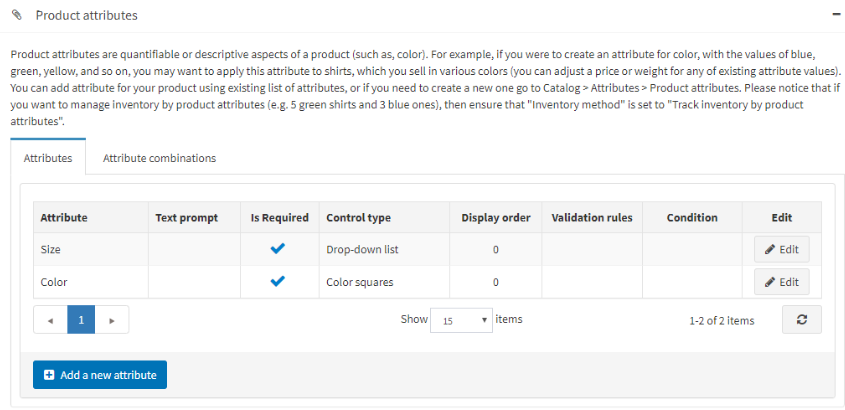 Product attributes
Product attributes are quantifiable or descriptive aspects of a product (such as, color). For example, if you were to create an attribute for color, with the values of blue,
green, yellow, and so on, you may want to apply this attribute to shirts, which you sell in various colors (you can adjust a price or weight for any of existing attribute values).
You can add attribute for your product using existing list of attributes, or if you need to create a new one go to Catalog > Attributes > Product attributes. Please notice that if
you want to manage inventory by product attributes (e.g. 5 green shirts and 3 blue ones), then ensure that "Inventory method" is set to "Track inventory by product
attributes".
Attributes Attribute combinations
Attribute Text prompt Is Required Control type Display order Validation rules Condition Edit
Size Drop-down list 0 Edit
Color Color squares 0 Edit
1 Show 15 items 1-2 of 2 items
Add a new attribute